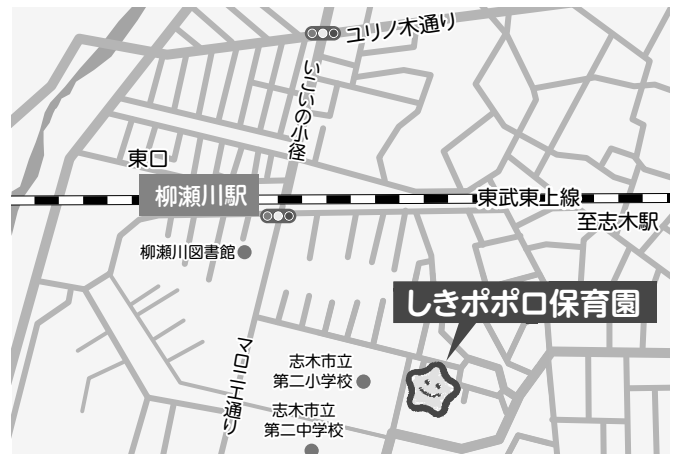 ユリノ木通り
いこいの小径
東口
柳瀬川駅
東武東上線
至志木駅
柳瀬川図書館
しきポポロ保育園
マロニエ通り
志木市立
第二小学校
志木市立
第二中学校